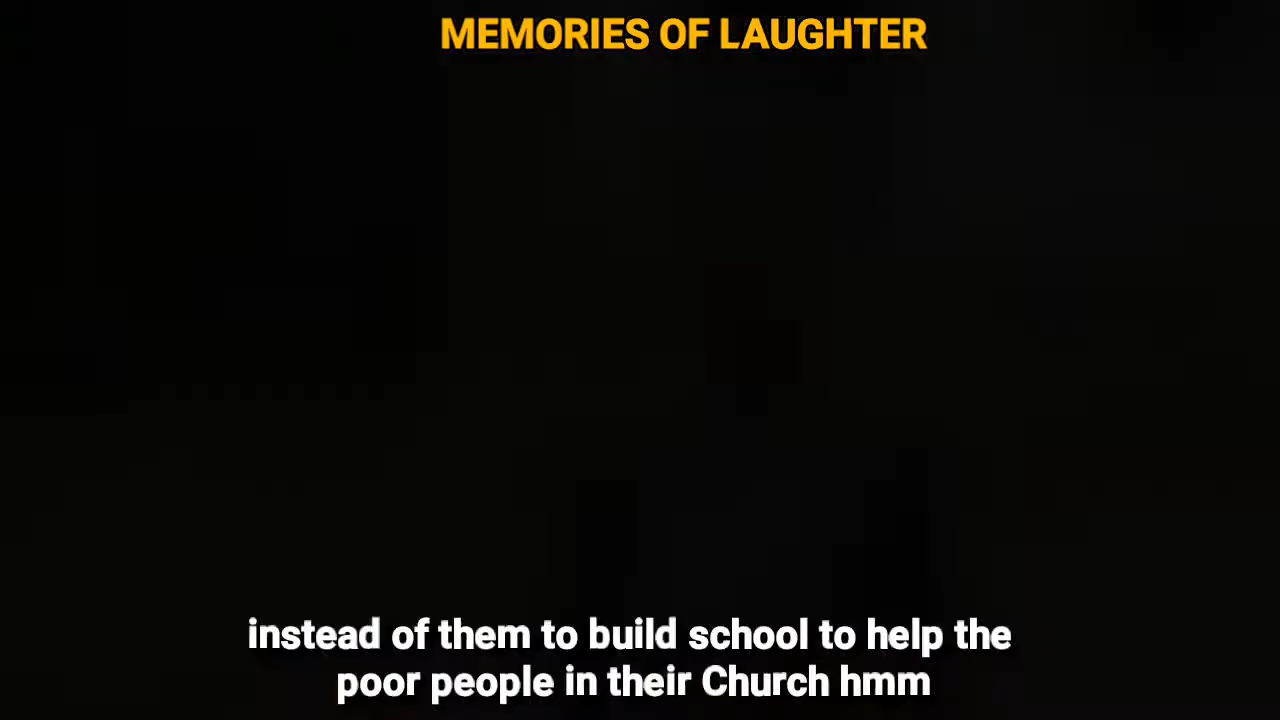 MEMORIES OF LAUGHTER
instead of them to build school to help the
poor people in their Church hmm